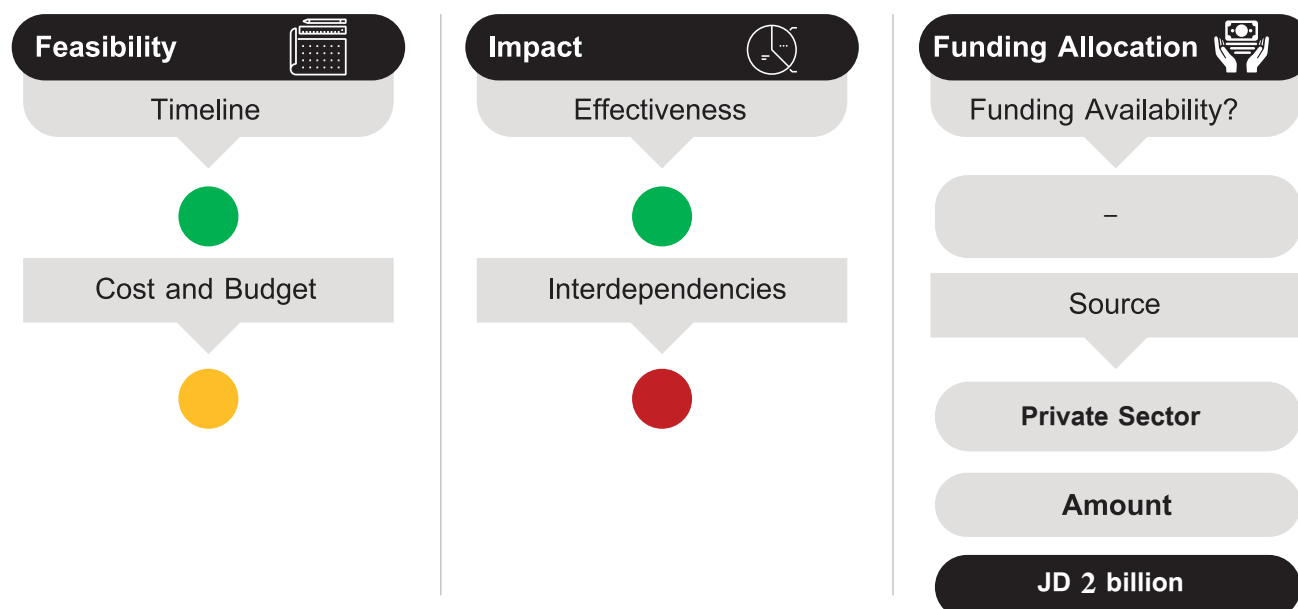 Feasibility
Timeline
Cost and Budget
Impact
Effectiveness
Interdependencies
Funding Allocation
Funding Availability?
–
Source
Private Sector
Amount
JD 2 billion